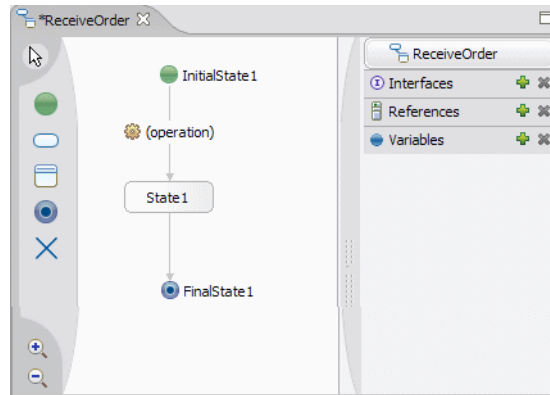 *ReceiveOrder
InitialState1
(operation)
State1
FinalState1
ReceiveOrder
Interfaces
References
Variables